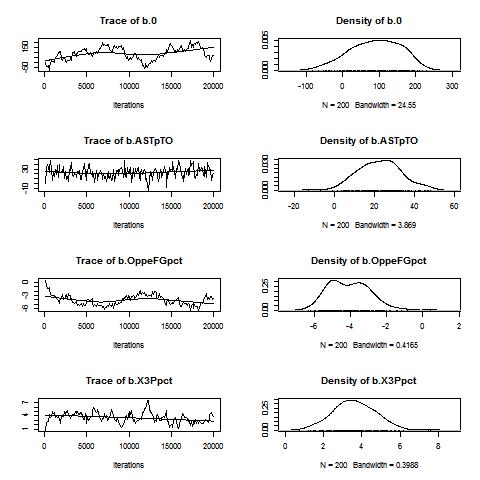 Trace of b.0
Density of b.0
-50 150
0.000 0.005
0 5000 10000 15000 20000
-100 0 100 200 300
Iterations
N = 200 Bandwidth = 24.55
Trace of b.ASTpTO
Density of b.ASTpTO
-10 30
0.000 0.030
0 5000 10000 15000 20000
-20 0 20 40 60
Iterations
N = 200 Bandwidth = 3.869
Trace of b.OppeFGpct
Density of b.OppeFGpct
-6 -3 0
0.00 0.25
0 5000 10000 15000 20000
-6 -4 -2 0 2
Iterations
N = 200 Bandwidth = 0.4165
Trace of b.X3Ppct
Density of b.X3Ppct
1 4 7
0.00 0.25
0 5000 10000 15000 20000
0 2 4 6 8
Iterations
N = 200 Bandwidth = 0.3988